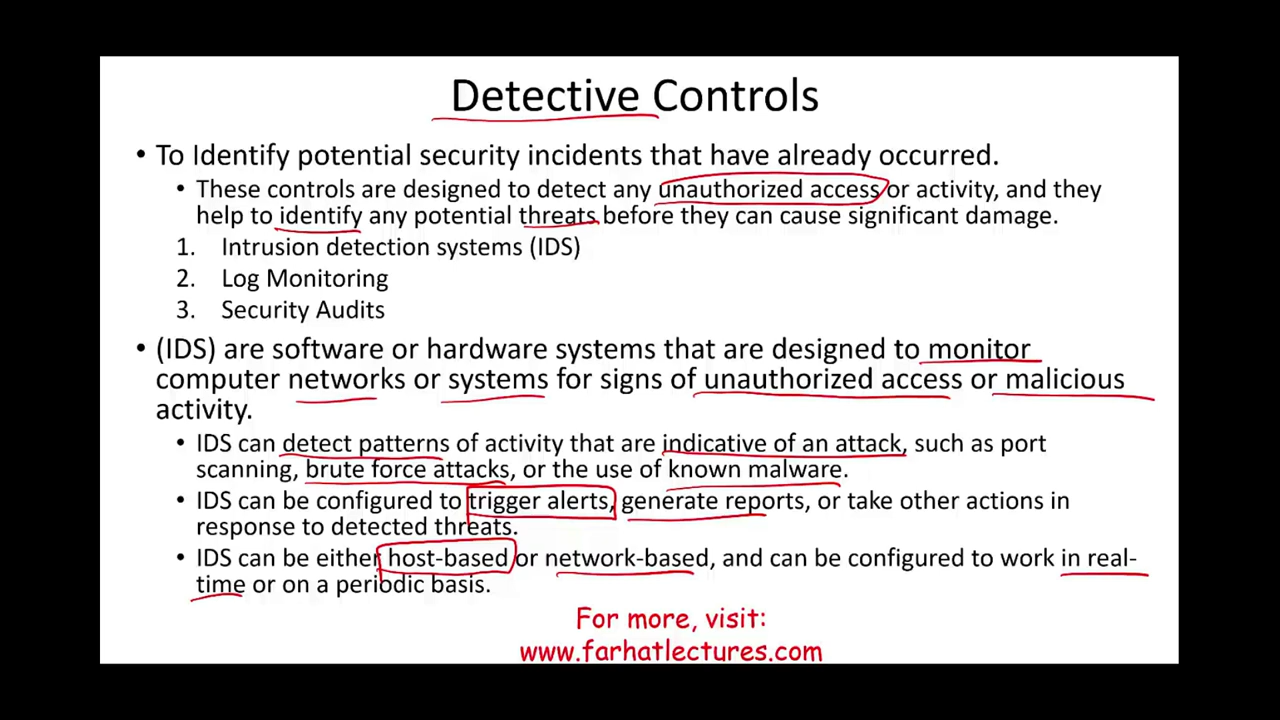 Detective Controls
• To Identify potential security incidents that have already occurred.
• These controls are designed to detect any unauthorized access or activity, and they
help to identify any potential threats before they can cause significant damage.
1. Intrusion detection systems (IDS)
2. Log Monitoring
3. Security Audits
• (IDS) are software or hardware systems that are designed to monitor
computer networks or systems for signs of unauthorized access or malicious
activity.
• IDS can detect patterns of activity that are indicative of an attack, such as port
scanning, brute force attacks, or the use of known malware.
• IDS can be configured to trigger alerts, generate reports, or take other actions in
response to detected threats.
• IDS can be either host-based or network-based, and can be configured to work in real-
time or on a periodic basis.
For more, visit:
www.farhatlectures.com